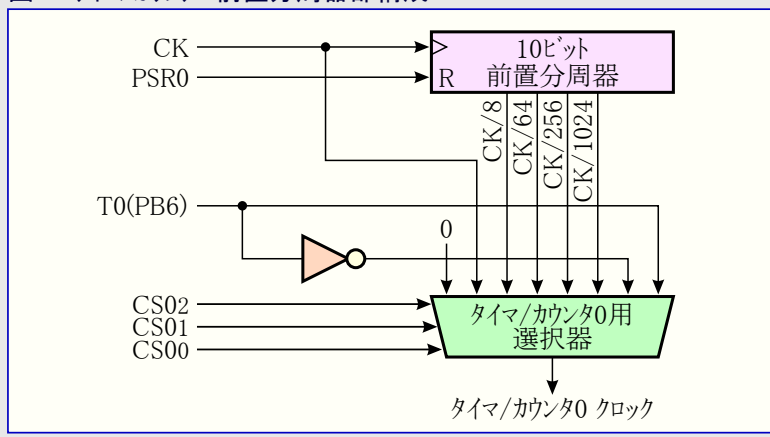 CK
PSR0
R
10ビット
前置分周器
CK/8
CK/64
CK/256
CK/1024
T0(PB6)
0
CS02
CS01
CS00
タイマ/カウンタ0用
選択器
タイマ/カウンタ0 クロック